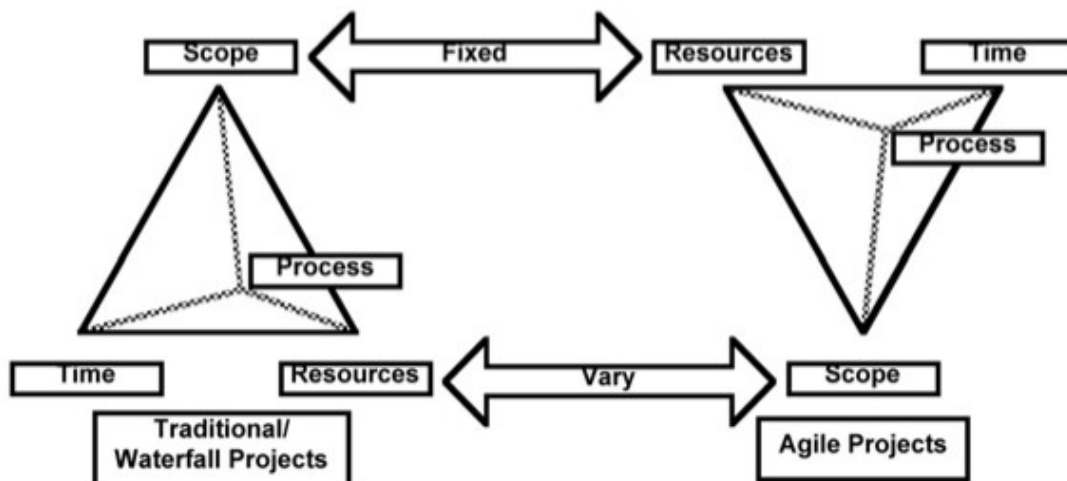 Scope
Fixed
Resources
Time
Process
Process
Time
Resources
Vary
Scope
Traditional/
Waterfall Projects
Agile Projects